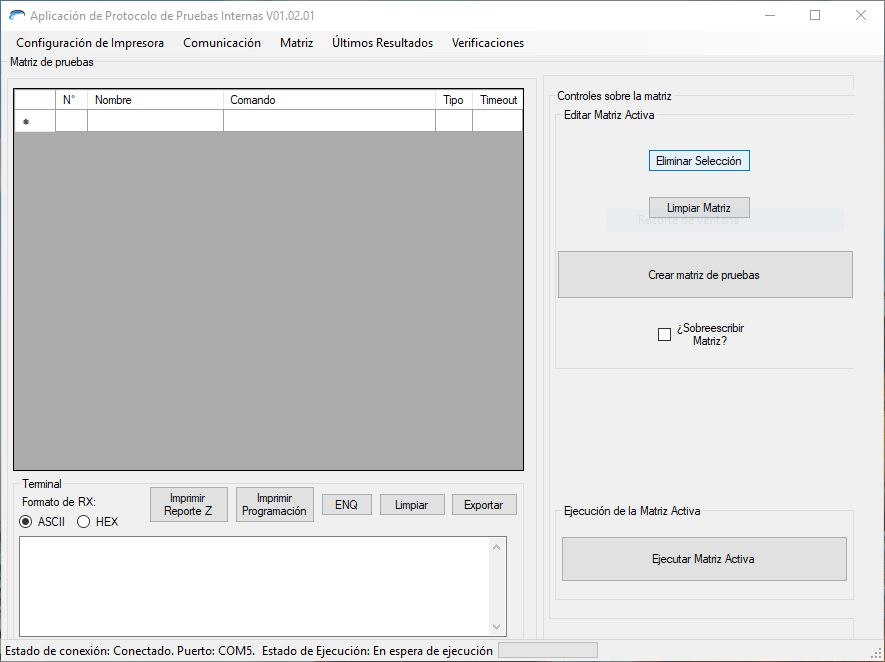 Aplicación de Protocolo de Pruebas Internas V01.02.01
Configuración de Impresora Comunicación Matriz Últimos Resultados Verificaciones
Matriz de pruebas
N° Nombre Comando Tipo Timeout
Controles sobre la matriz
Editar Matriz Activa
Eliminar Selección
Limpiar Matriz
Recorte de ventana
Crear matriz de pruebas
¿Sobreescribir
Matriz?
Terminal
Formato de RX:
ASCII HEX
Imprimir
Reporte Z
Imprimir
Programación
ENQ
Limpiar
Exportar
Ejecución de la Matriz Activa
Ejecutar Matriz Activa
Estado de conexión: Conectado. Puerto: COM5. Estado de Ejecución: En espera de ejecución